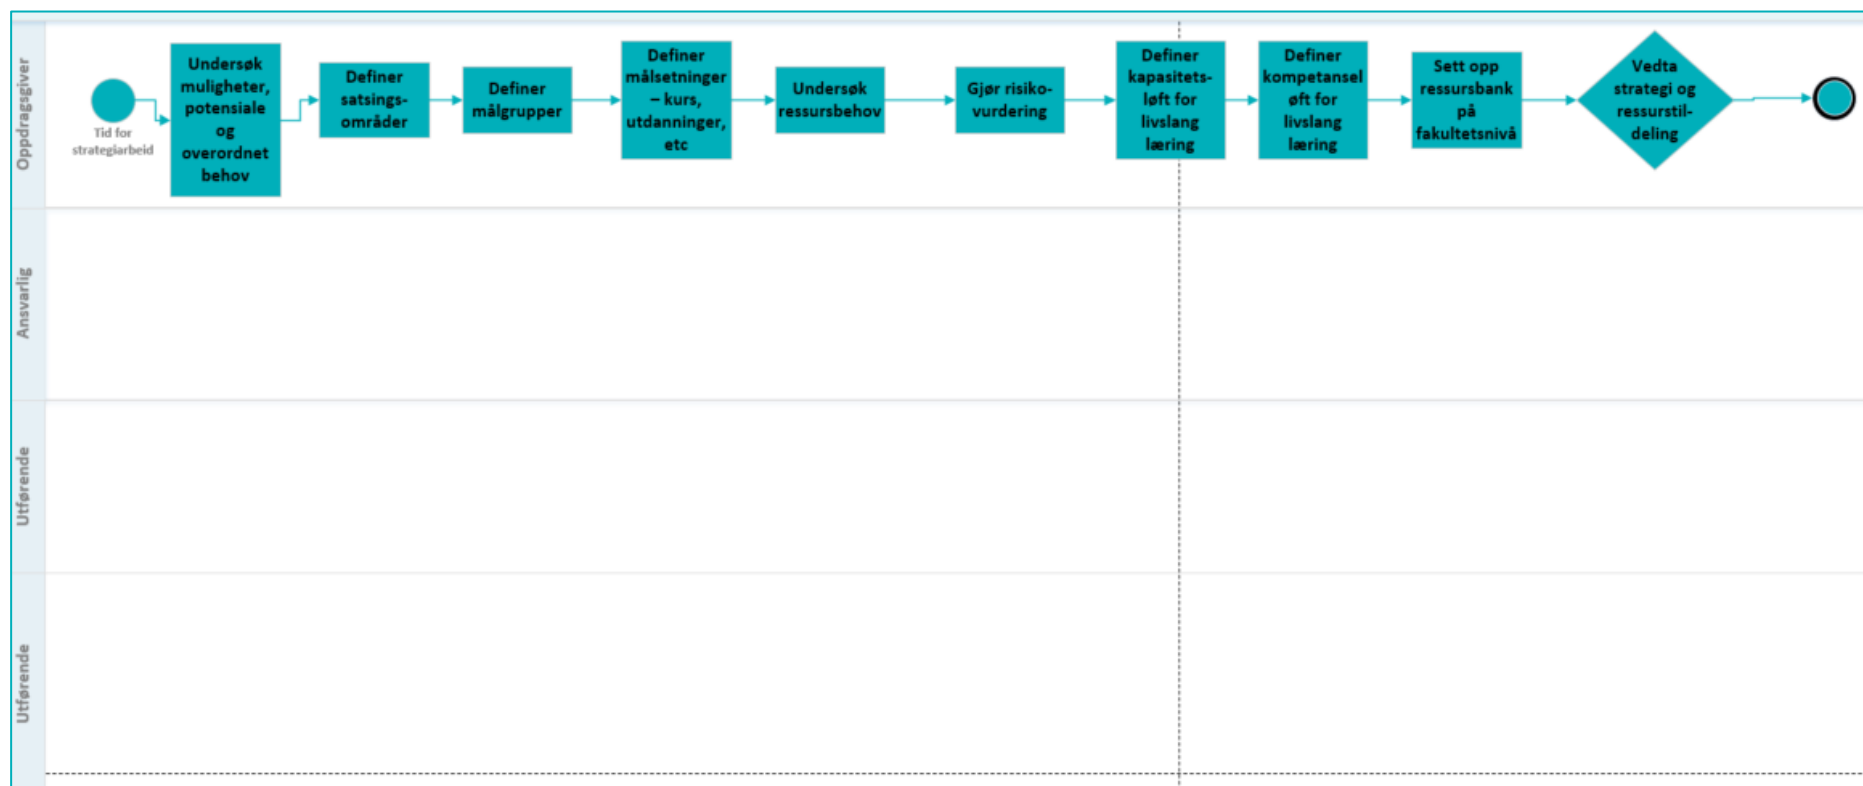 Oppdragsgiver
Tid for
strategiarbeid
Undersøk
muligheter,
potensiale
og
overordnet
behov
Definer
satsings-
områder
Definer
målgrupper
Definer
målsetninger
– kurs,
utdanninger,
etc
Undersøk
ressursbehov
Gjør risiko-
vurdering
Definer
kapasitets-
løft for
livslang
læring
Definer
kompetansel
øft for
livslang
læring
Sett opp
ressursbank
på
fakultetsnivå
Vedta
strategi og
ressurstil-
deling
Ansvarlig
Utførende
Utførende